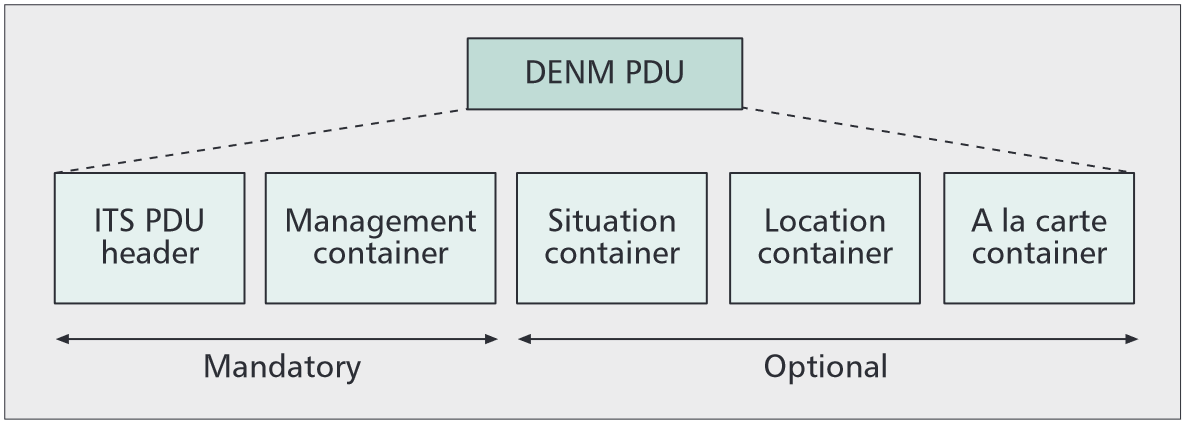 DENM PDU
ITS PDU
header
Management
container
Situation
container
Location
container
A la carte
container
Mandatory
Optional